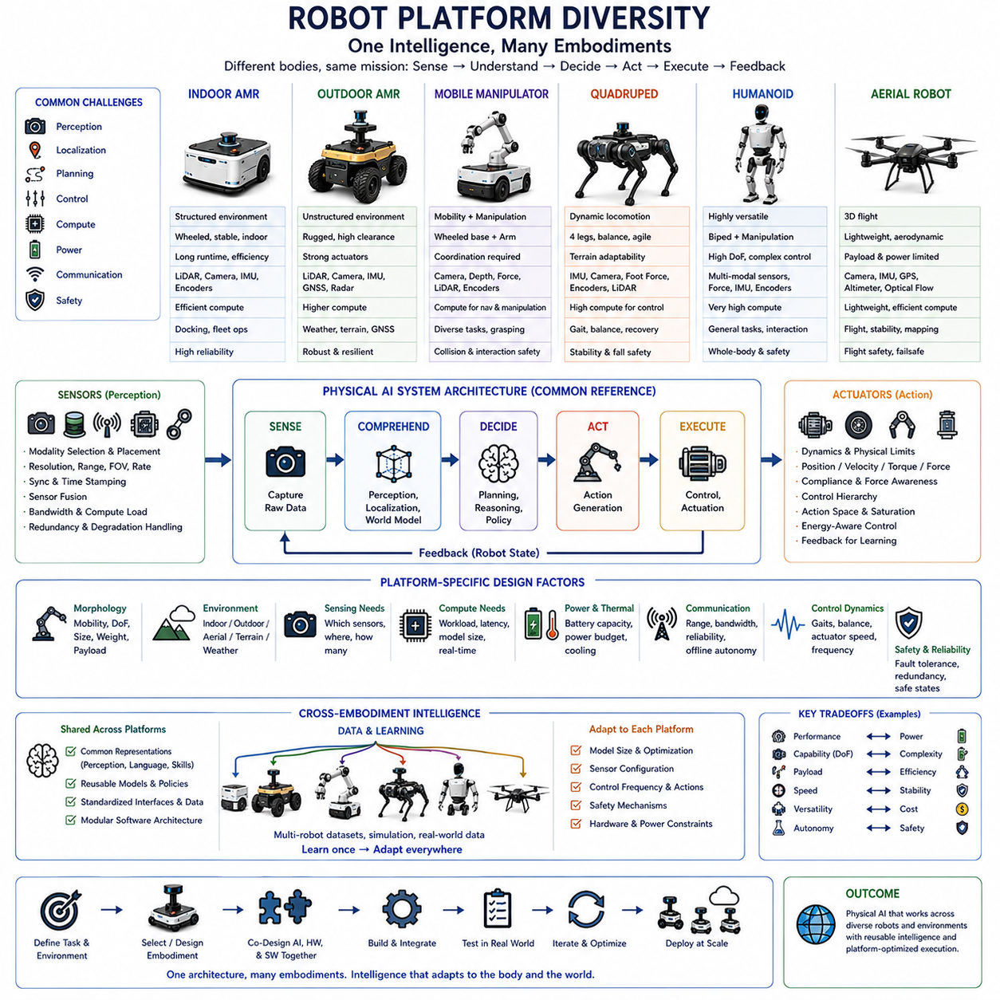 ROBOT PLATFORM DIVERSITY
One Intelligence, Many Embodiments
Different bodies, same mission: Sense → Understand → Decide → Act → Execute → Feedback
COMMON CHALLENGES
Perception
Localization
Planning
Control
Compute
Power
Communication
Safety
INDOOR AMR
Structured environment
Wheeled, stable, indoor
Long runtime, efficiency
LiDAR, Camera, IMU,
Encoders
Efficient compute
Docking, fleet ops
High reliability
OUTDOOR AMR
Unstructured environment
Rugged, high clearance
Strong actuators
LiDAR, Camera, IMU,
GNSS, Radar
Higher compute
Weather, terrain, GNSS
Robust & resilient
MOBILE MANIPULATOR
Mobility + Manipulation
Wheeled base + Arm
Coordination required
Camera, Depth, Force,
LiDAR, Encoders
Compute for nav & manipulation
Diverse tasks, grasping
Collision & interaction safety
QUADRUPED
Dynamic locomotion
4 legs, balance, agile
Terrain adaptability
IMU, Camera, Foot Force,
Encoders, LiDAR
High compute for control
Gait, balance, recovery
Stability & fall safety
HUMANOID
Highly versatile
Biped + Manipulation
High DoF, complex control
Multi-modal sensors,
Force, IMU, Encoders
Very high compute
General tasks, interaction
Whole-body & safety
AERIAL ROBOT
3D flight
Lightweight, aerodynamic
Payload & power limited
Camera, IMU, GPS,
Altimeter, Optical Flow
Lightweight, efficient compute
Flight, stability, mapping
Flight safety, failsafe
SENSORS (Perception)
· Modality Selection & Placement
· Resolution, Range, FOV, Rate
· Sync & Time Stamping
· Sensor Fusion
· Bandwidth & Compute Load
· Redundancy & Degradation Handling
PHYSICAL AI SYSTEM ARCHITECTURE (COMMON REFERENCE)
SENSE
Capture
Raw Data
COMPREHEND
Perception,
Localization,
World Model
DECIDE
Planning,
Reasoning,
Policy
ACT
Action
Generation
EXECUTE
Control,
Actuation
Feedback (Robot State)
ACTUATORS (Action)
· Dynamics & Physical Limits
· Position / Velocity / Torque / Force
· Compliance & Force Awareness
· Control Hierarchy
· Action Space & Saturation
· Energy-Aware Control
· Feedback for Learning
PLATFORM-SPECIFIC DESIGN FACTORS
Morphology
Mobility, DoF,
Size, Weight,
Payload
Environment
Indoor / Outdoor /
Aerial / Terrain /
Weather
Sensing Needs
Which sensors,
where, how
many
Compute Needs
Workload, latency,
model size,
real-time
Power & Thermal
Battery capacity,
power budget,
cooling
Communication
Range, bandwidth,
reliability,
offline autonomy
Control Dynamics
Gaits, balance,
actuator speed,
frequency
Safety & Reliability
Fault tolerance,
redundancy,
safe states
CROSS-EMBODIMENT INTELLIGENCE
Shared Across Platforms
Common Representations
(Perception, Language, Skills)
Reusable Models & Policies
Standardized Interfaces & Data
Modular Software Architecture
DATA & LEARNING
Multi-robot datasets, simulation, real-world data
Learn once → Adapt everywhere
Adapt to Each Platform
Model Size & Optimization
Sensor Configuration
Control Frequency & Actions
Safety Mechanisms
Hardware & Power Constraints
KEY TRADEOFFS (Examples)
Performance ↔ Power
Capability (DoF) ↔ Complexity
Payload ↔ Efficiency
Speed ↔ Stability
Versatility ↔ Cost
$
Autonomy ↔ Safety
Define Task &
Environment
Select / Design
Embodiment
Co-Design AI, HW,
& SW Together
Build & Integrate
Test in Real World
Iterate & Optimize
Deploy at Scale
One architecture, many embodiments. Intelligence that adapts to the body and the world.
OUTCOME
Physical AI that works across
diverse robots and environments
with reusable intelligence and
platform-optimized execution.